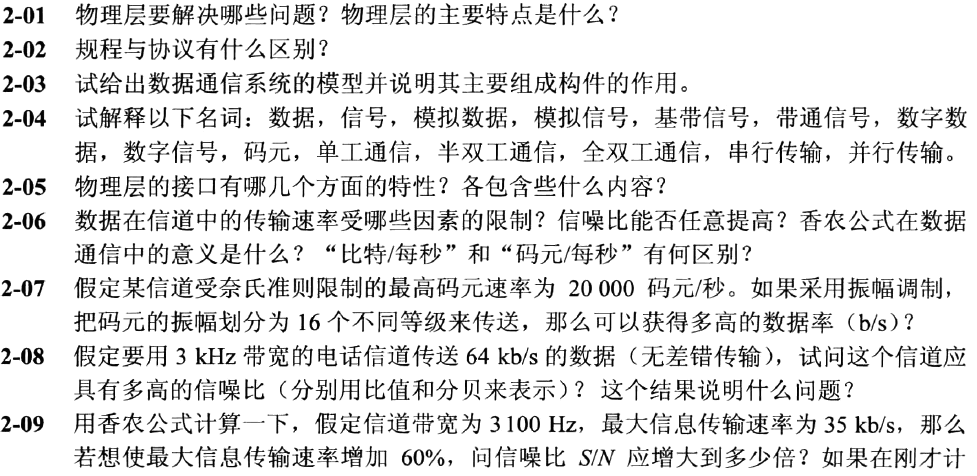 2-01 物理层要解决哪些问题？物理层的主要特点是什么？
2-02 规程与协议有什么区别？
2-03 试给出数据通信系统的模型并说明其主要组成构件的作用。
2-04 试解释以下名词：数据，信号，模拟数据，模拟信号，基带信号，带通信号，数字数
据，数字信号，码元，单工通信，半双工通信，全双工通信，串行传输，并行传输。
2-05 物理层的接口有哪几个方面的特性？各包含些什么内容？
2-06 数据在信道中的传输速率受哪些因素的限制？信噪比能否任意提高？香农公式在数据
通信中的意义是什么？“比特/每秒”和“码元/每秒”有何区别？
2-07 假定某信道受奈氏准则限制的最高码元速率为 20 000 码元/秒。如果采用振幅调制，
把码元的振幅划分为 16 个不同等级来传送，那么可以获得多高的数据率（b/s）？
2-08 假定要用 3 kHz 带宽的电话信道传送 64 kb/s 的数据（无差错传输），试问这个信道应
具有多高的信噪比（分别用比值和分贝来表示）？这个结果说明什么问题？
2-09 用香农公式计算一下，假定信道带宽为 3100 Hz，最大信息传输速率为 35 kb/s，那么
若想使最大信息传输速率增加 60%，问信噪比 S/N 应增大到多少倍？如果在刚才计